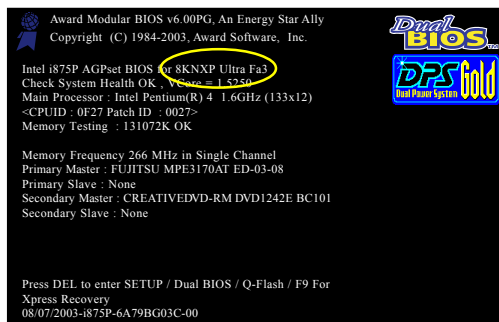 Award Modular BIOS v6.00PG, An Energy Star Ally
Copyright (C) 1984-2003, Award Software, Inc.
Dual
BIOS
TM
DPS Gold
Dual Power System
Intel i875P AGPset BIOS for 8KNXP Ultra Fa3
Check System Health OK , VCore = 1.5250
Main Processor : Intel Pentium(R) 4 1.6GHz (133x12)
<CPUID : 0F27 Patch ID : 0027>
Memory Testing : 131072K OK
Memory Frequency 266 MHz in Single Channel
Primary Master : FUJITSU MPE3170AT ED-03-08
Primary Slave : None
Secondary Master : CREATIVEDVD-RM DVD1242E BC101
Secondary Slave : None
Press DEL to enter SETUP / Dual BIOS / Q-Flash / F9 For
Xpress Recovery
08/07/2003-i875P-6A79BG03C-00